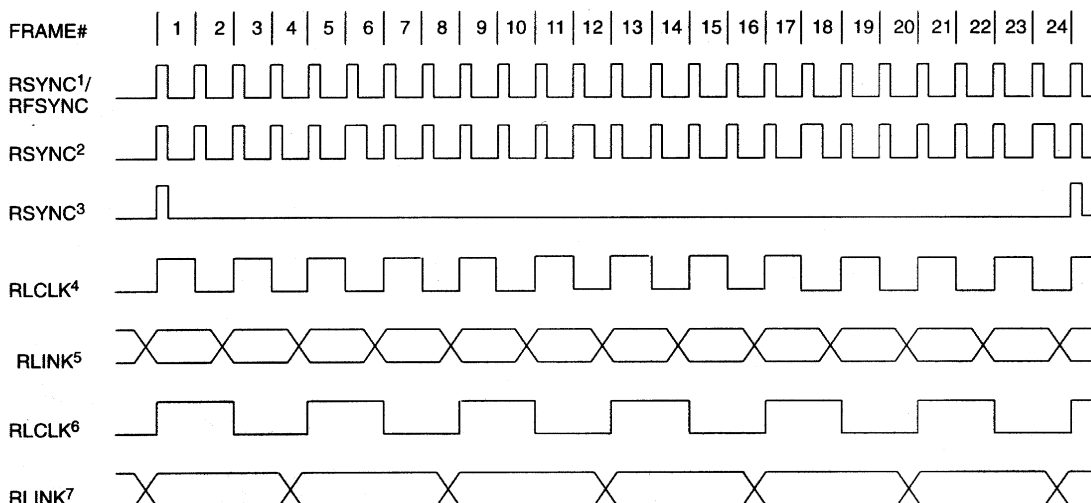 FRAME# 1 2 3 4 5 6 7 8 9 10 11 12 13 14 15 16 17 18 19 20 21 22 23 24
RSYNC¹/
RFSYNC
RSYNC²
RSYNC³
RLCLK⁴
RLINK⁵
RLCLK⁶
RLINK⁷